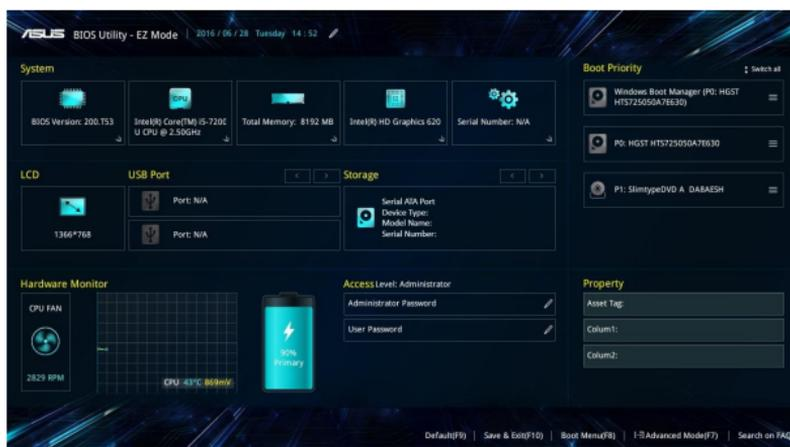 ASUS BIOS Utility - EZ Mode 2016 / 06 / 28 Tuesday 14 : 52
System
BIOS Version: 200.T53
Intel(R) Core(TM) i5-7200
U CPU @ 2.50GHz
Total Memory: 8192 MB
Intel(R) HD Graphics 620
Serial Number: N/A
CPU
Boot Priority
Switch all
Windows Boot Manager (P0: HGST
HTS725050A7E630)
P0: HGST HTS725050A7E630
P1: SlimtypeDVD A DA8AESH
LCD
1366*768
USB Port
Port: N/A
Port: N/A
Storage
Serial ATA Port
Device Type:
Model Name:
Serial Number:
Hardware Monitor
CPU FAN
2829 RPM
CPU 43°C 869mV
90%
Primary
Access Level: Administrator
Administrator Password
User Password
Property
Asset Tag:
Colum1:
Colum2:
Default(F9) | Save & Exit(F10) | Boot Menu(F8) | Advanced Mode(F7) | Search on FAQ